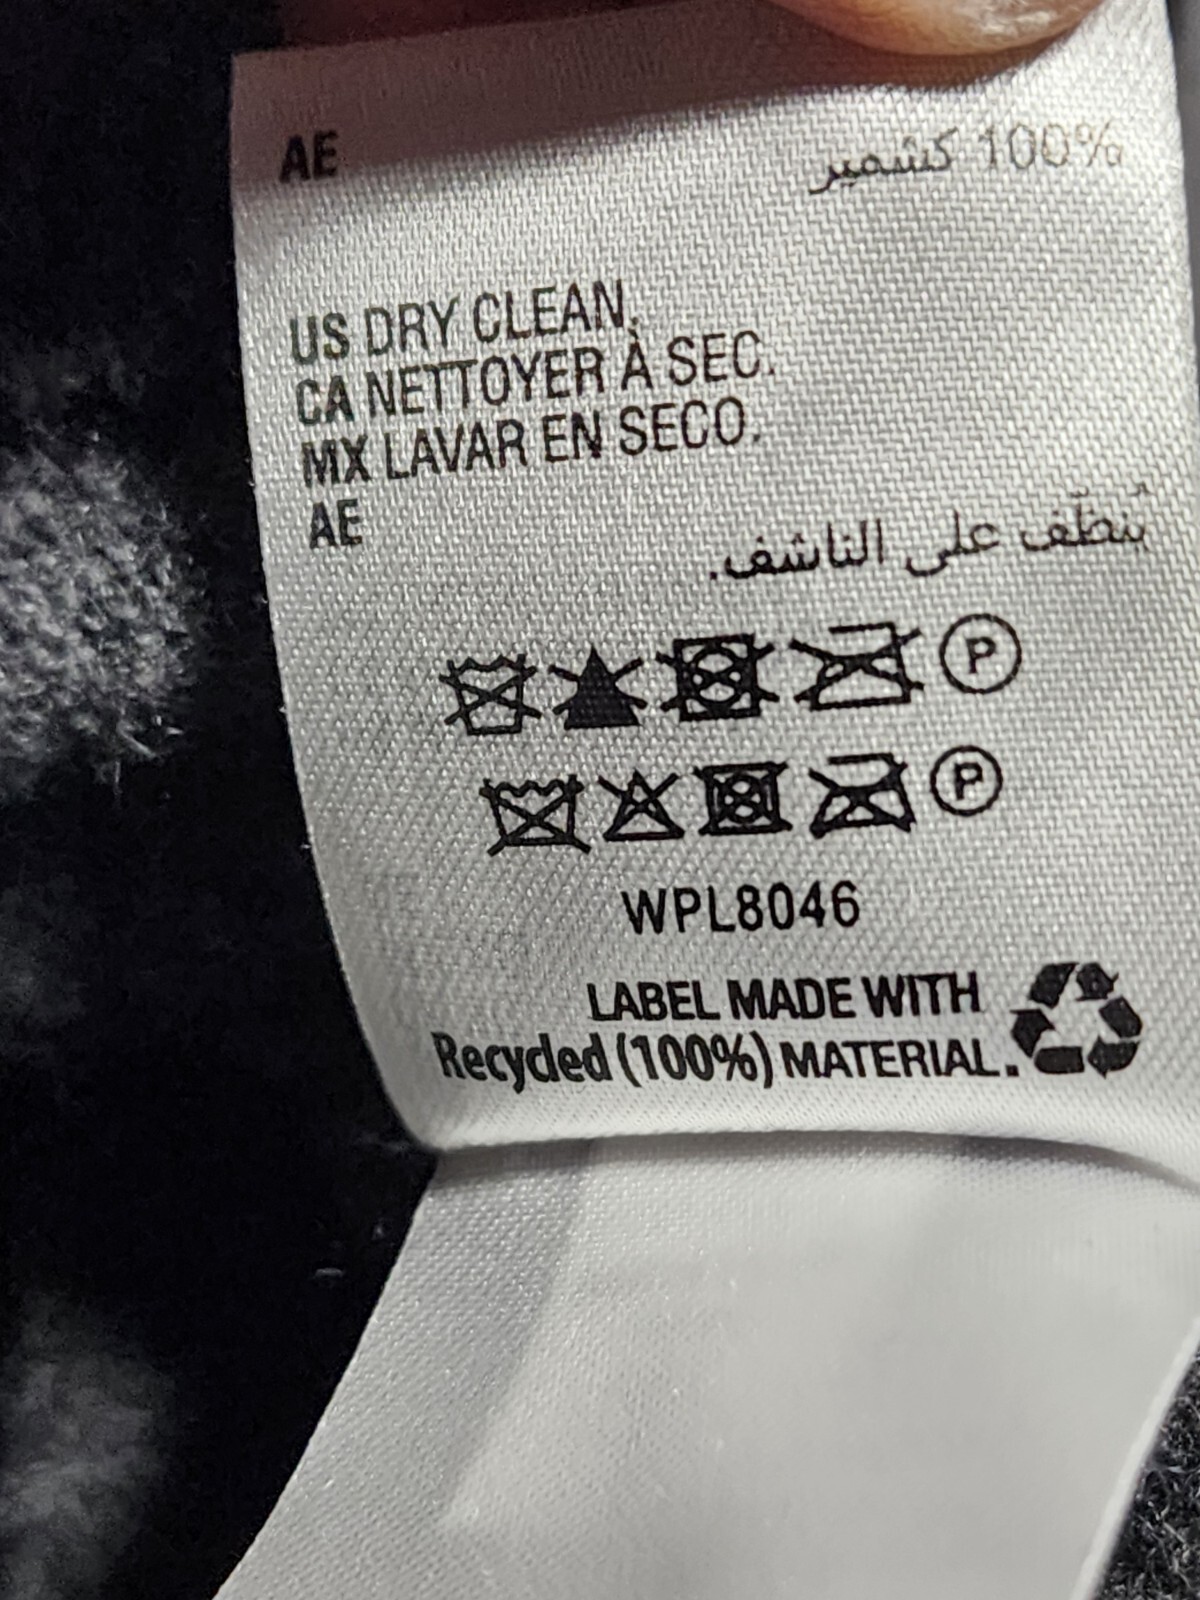 AE
100% كشمير
US DRY CLEAN.
CA NETTOYER À SEC.
MX LAVAR EN SECO.
AE
يُنظّف على الناشف.
P
P
WPL8046
LABEL MADE WITH
Recycled (100%) MATERIAL.